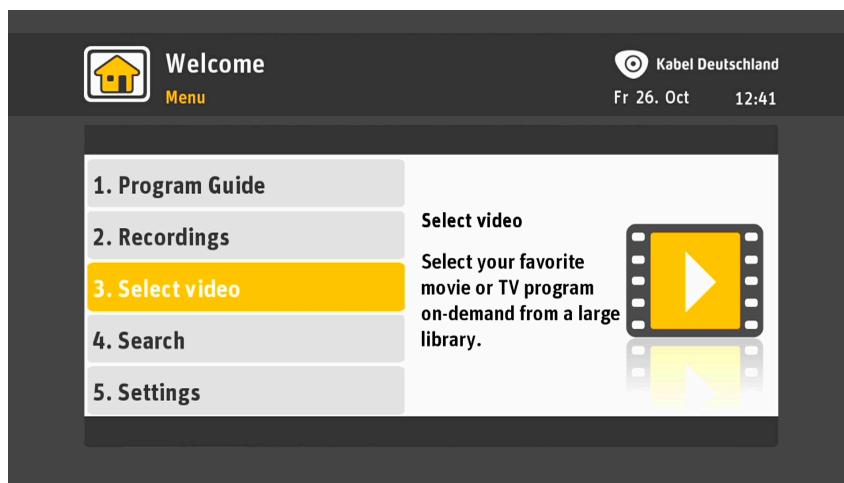 Welcome
Menu
Kabel Deutschland
Fr 26. Oct 12:41
1. Program Guide
2. Recordings
3. Select video
4. Search
5. Settings
Select video
Select your favorite
movie or TV program
on-demand from a large
library.